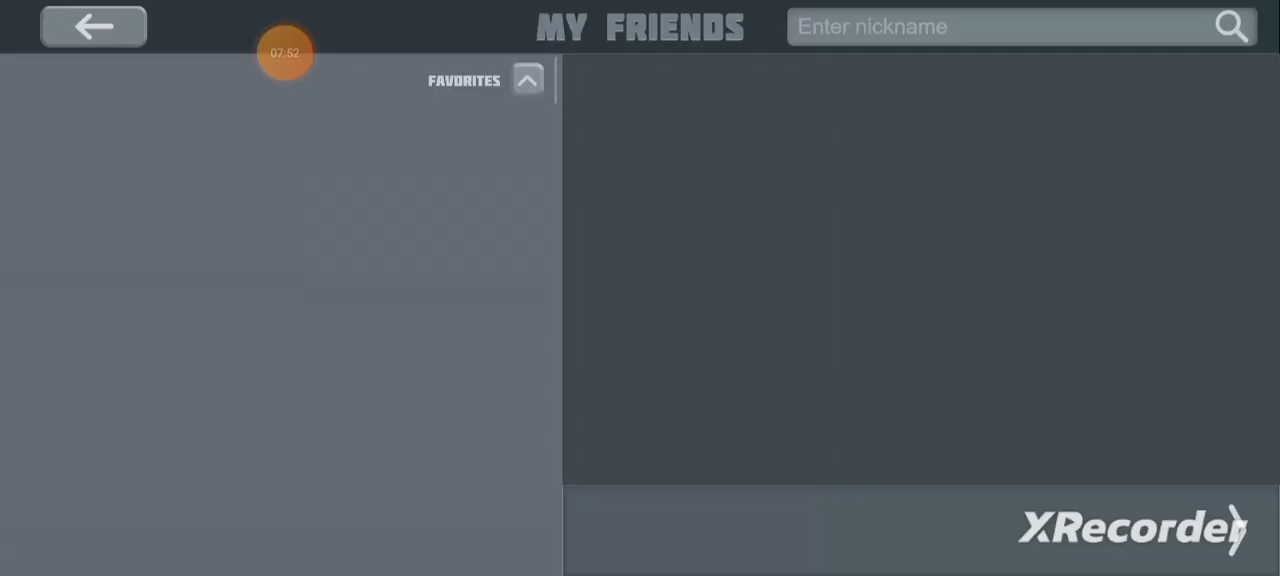 MY FRIENDS
Enter nickname
07:52
FAVORITES
XRecorder